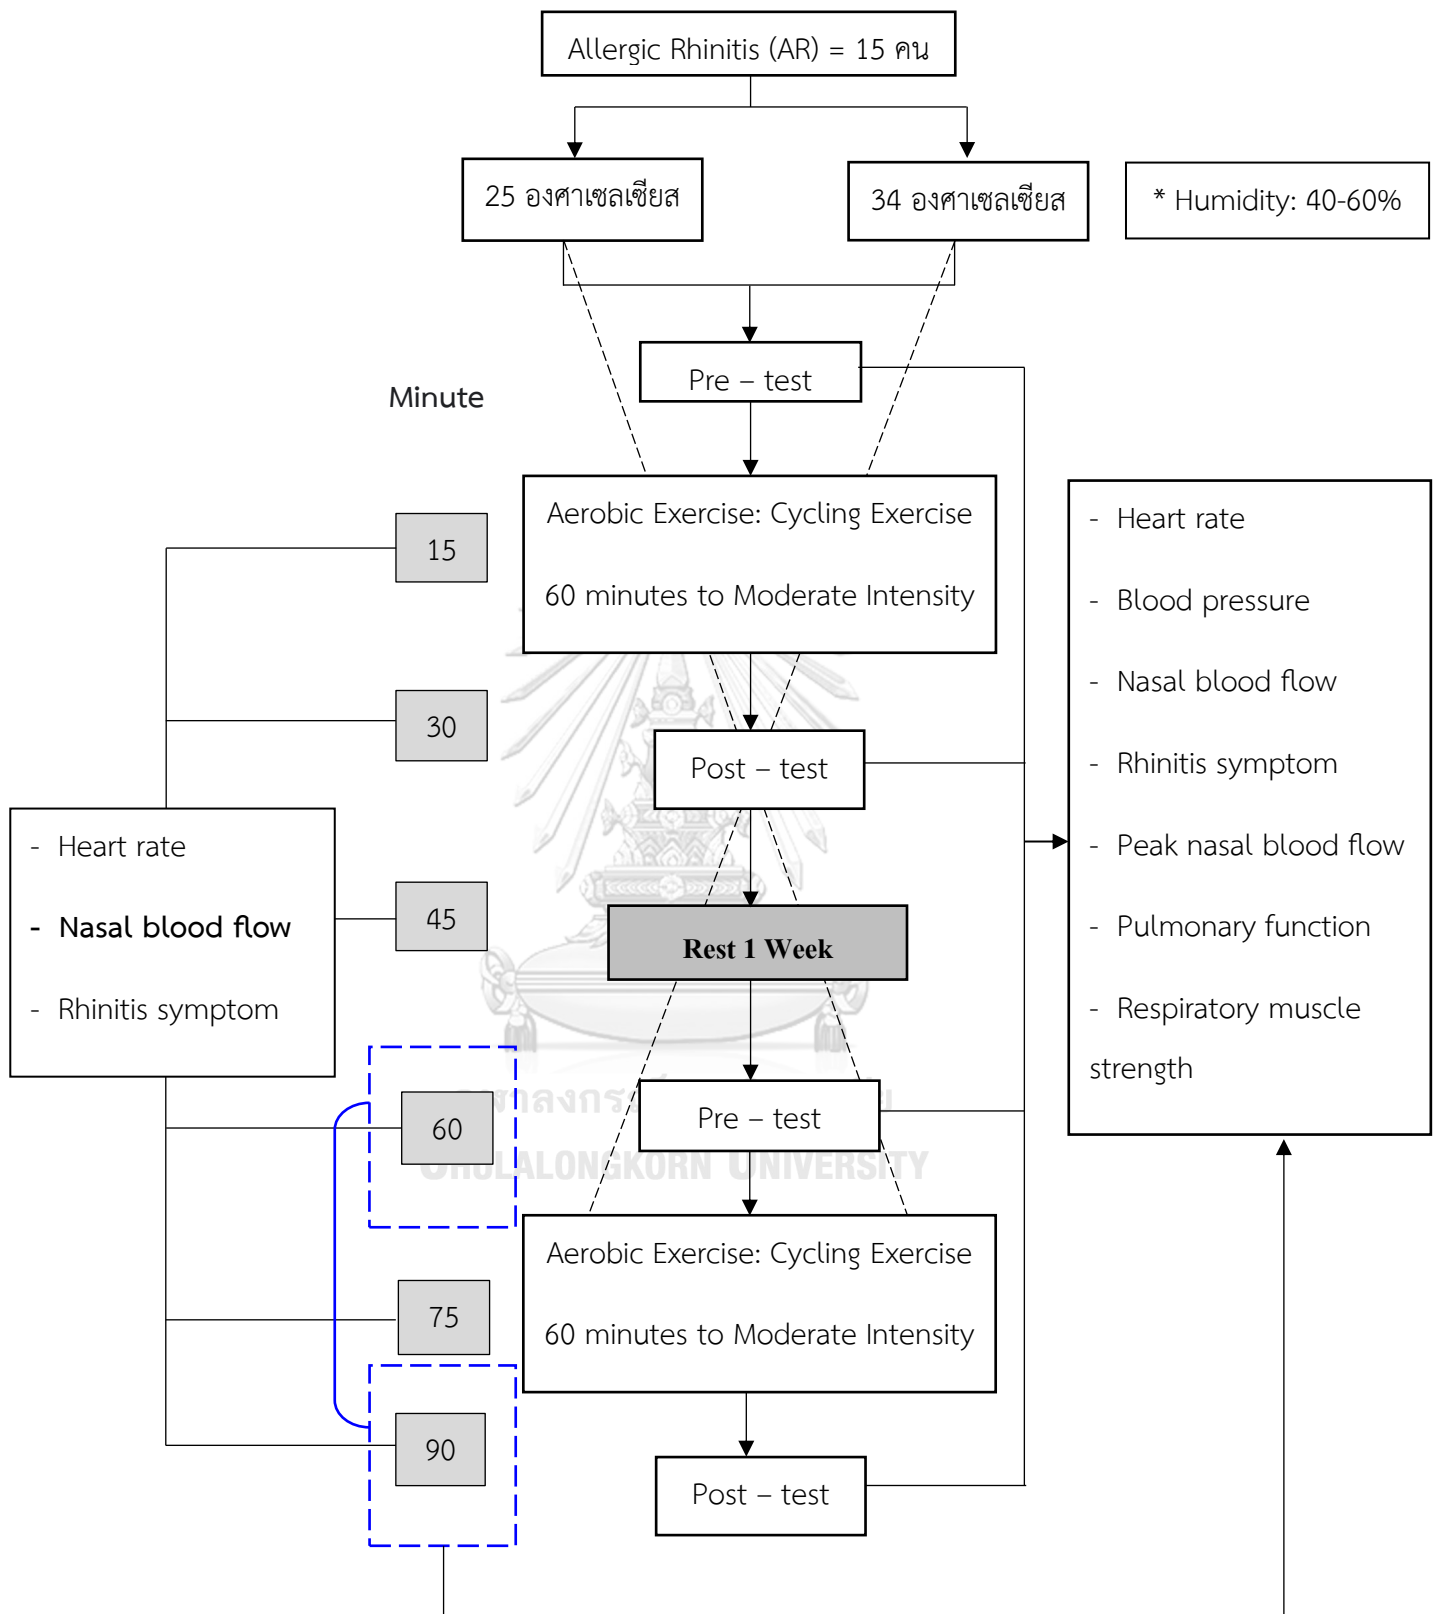 Allergic Rhinitis (AR) = 15 คน
25 องศาเซลเซียส
34 องศาเซลเซียส
* Humidity: 40-60%
Pre – test
Minute
Aerobic Exercise: Cycling Exercise
60 minutes to Moderate Intensity
15
30
45
60
75
90
- Heart rate
- Nasal blood flow
- Rhinitis symptom
Post – test
Rest 1 Week
Pre – test
Aerobic Exercise: Cycling Exercise
60 minutes to Moderate Intensity
Post – test
- Heart rate
- Blood pressure
- Nasal blood flow
- Rhinitis symptom
- Peak nasal blood flow
- Pulmonary function
- Respiratory muscle
strength
CHULALONGKORN UNIVERSITY